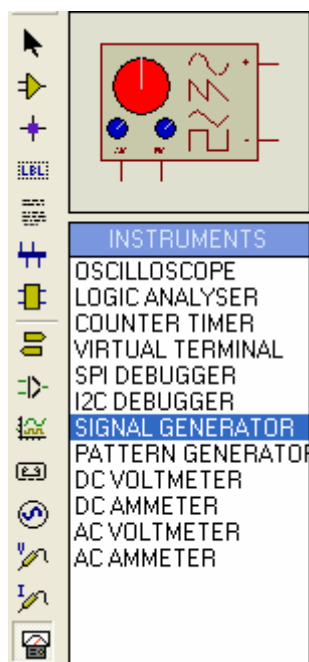 LBL
INSTRUMENTS
OSCILLOSCOPE
LOGIC ANALYSER
COUNTER TIMER
VIRTUAL TERMINAL
SPI DEBUGGER
I2C DEBUGGER
SIGNAL GENERATOR
PATTERN GENERATOR
DC VOLTMETER
DC AMMETER
AC VOLTMETER
AC AMMETER
V
I